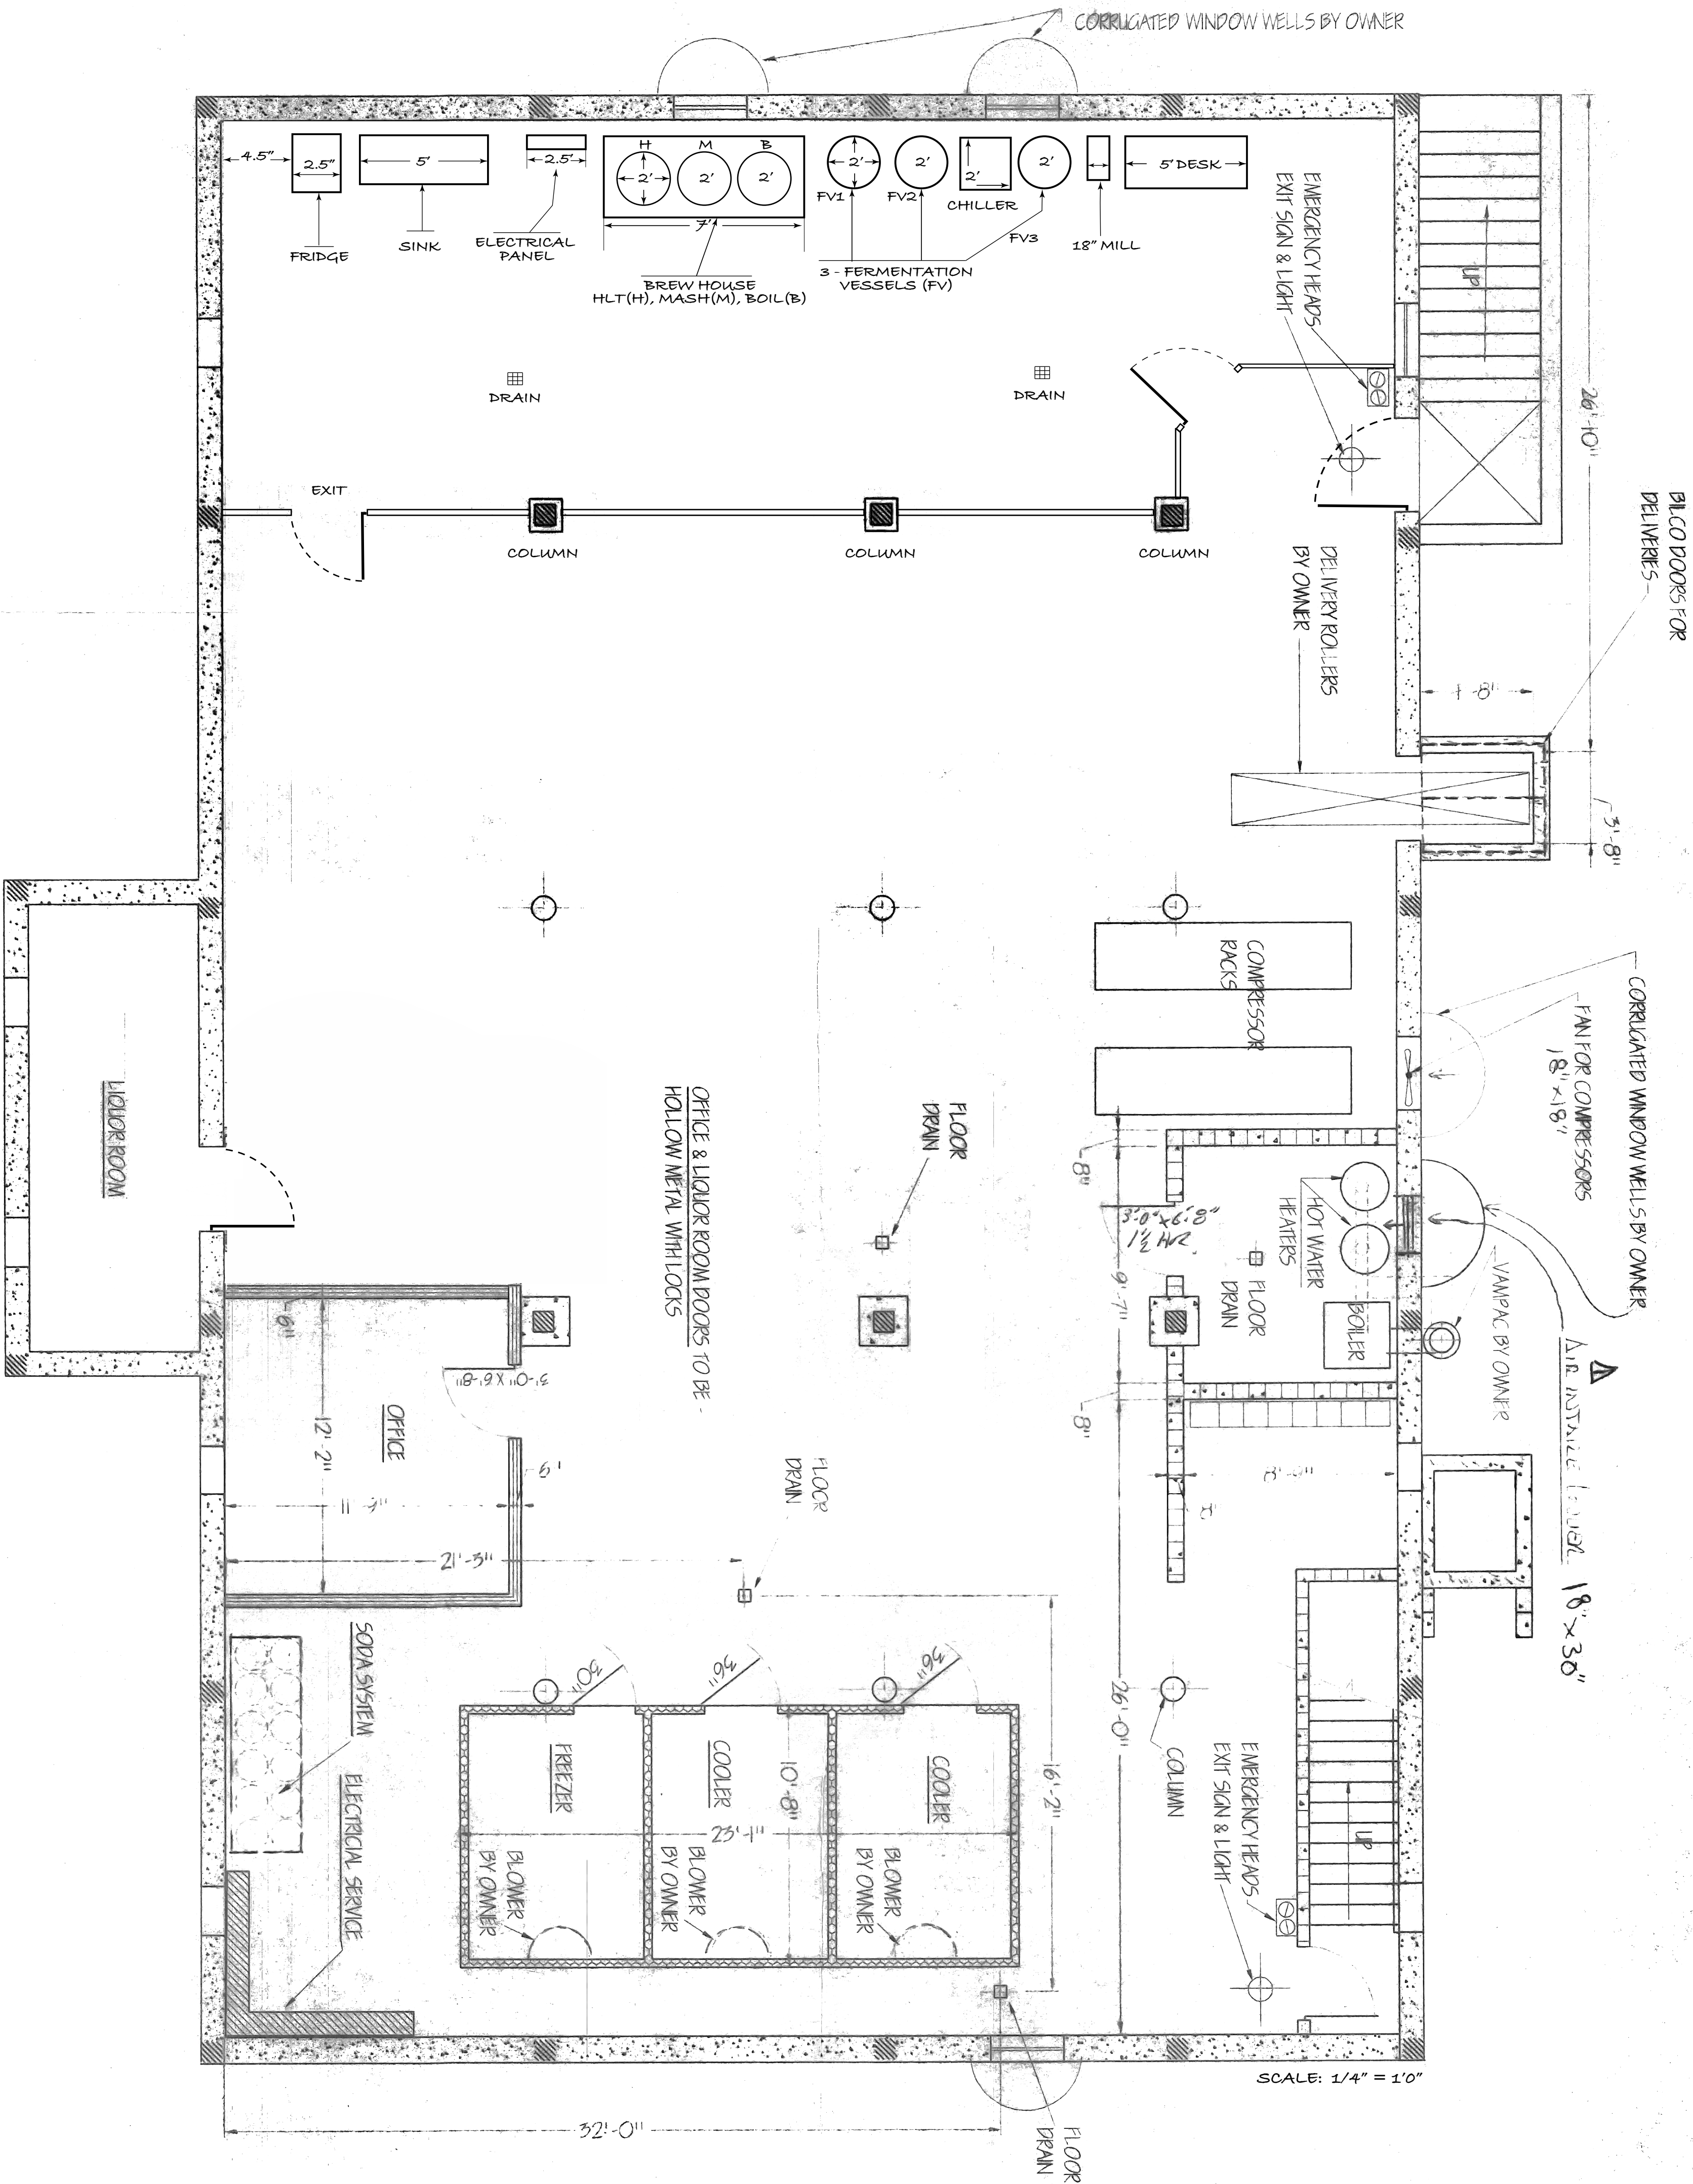 CORRUGATED WINDOW WELLS BY OWNER
4.5"
2.5"
5'
2.5'
H
M
B
2'
2'
2'
7'
2'
2'
2'
2'
5' DESK
FV1
FV2
CHILLER
FV3
18" MILL
FRIDGE
SINK
ELECTRICAL
PANEL
BREW HOUSE
HLT(H), MASH(M), BOIL(B)
3 - FERMENTATION
VESSELS (FV)
EMERGENCY HEADS
EXIT SIGN & LIGHT
UP
26'-10"
DRAIN
DRAIN
EXIT
COLUMN
COLUMN
COLUMN
BILCO DOORS FOR
DELIVERIES
DELIVERY ROLLERS
BY OWNER
3'-8"
COMPRESSOR
RACKS
CORRUGATED WINDOW WELLS BY OWNER
FAN FOR COMPRESSORS
18" x 18"
LIQUOR ROOM
OFFICE & LIQUOR ROOM DOORS TO BE -
HOLLOW METAL WITH LOCKS
FLOOR
DRAIN
8"
3'-0" x 6'-8"
1½ HR.
9'-7"
HOT WATER
HEATERS
FLOOR
DRAIN
BOILER
VAMPAC BY OWNER
1
AIR INTAKE LOUVER 18" x 30"
8"
6"
3'-0" X 6'-8"
OFFICE
12'-2"
21'-3"
FLOOR
DRAIN
SODA SYSTEM
ELECTRICIAL SERVICE
30"
36"
36"
FREEZER
COOLER
10'-8"
COOLER
23'-1"
BLOWER
BY OWNER
BLOWER
BY OWNER
BLOWER
BY OWNER
16'-2"
26'-0"
COLUMN
EMERGENCY HEADS
EXIT SIGN & LIGHT
UP
SCALE: 1/4" = 1'0"
32'-0"
FLOOR
DRAIN